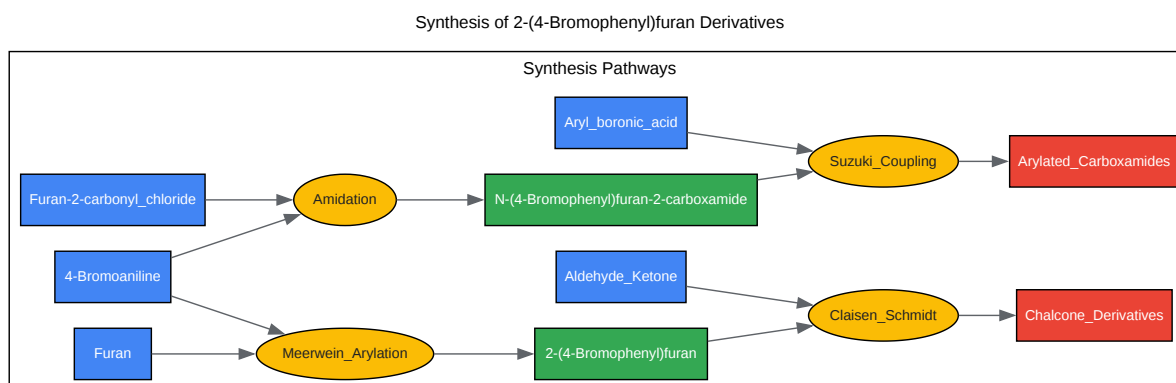 Synthesis of 2-(4-Bromophenyl)furan Derivatives
Synthesis Pathways
Aryl_boronic_acid
Suzuki_Coupling
Arylated_Carboxamides
Furan-2-carbonyl_chloride
Amidation
N-(4-Bromophenyl)furan-2-carboxamide
4-Bromoaniline
Aldehyde_Ketone
Claisen_Schmidt
Chalcone_Derivatives
Furan
Meerwein_Arylation
2-(4-Bromophenyl)furan